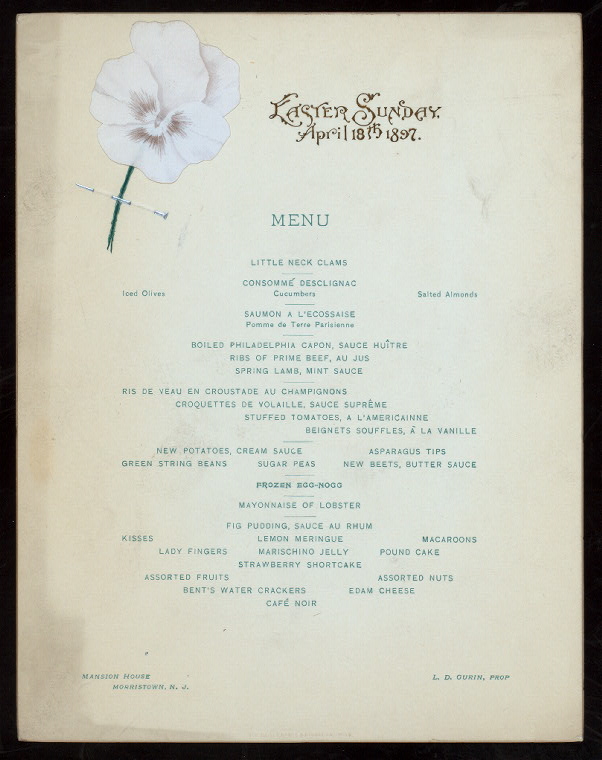 EASTER SUNDAY.
April 18th 1897.
MENU
LITTLE NECK CLAMS
CONSOMMÉ DESCLIGNAC
Iced Olives Cucumbers Salted Almonds
SAUMON A L'ECOSSAISE
Pomme de Terre Parisienne
BOILED PHILADELPHIA CAPON, SAUCE HUÎTRE
RIBS OF PRIME BEEF, AU JUS
SPRING LAMB, MINT SAUCE
RIS DE VEAU EN CROUSTADE AU CHAMPIGNONS
CROQUETTES DE VOLAILLE, SAUCE SUPRÊME
STUFFED TOMATOES, A L'AMERICAINNE
BEIGNETS SOUFFLES, Á LA VANILLE
NEW POTATOES, CREAM SAUCE ASPARAGUS TIPS
GREEN STRING BEANS SUGAR PEAS NEW BEETS, BUTTER SAUCE
FROZEN EGG-NOGG
MAYONNAISE OF LOBSTER
FIG PUDDING, SAUCE AU RHUM
KISSES LEMON MERINGUE MACAROONS
LADY FINGERS MARISCHINO JELLY POUND CAKE
STRAWBERRY SHORTCAKE
ASSORTED FRUITS ASSORTED NUTS
BENT'S WATER CRACKERS EDAM CHEESE
CAFÉ NOIR
MANSION HOUSE L. D. GURIN, PROP
MORRISTOWN, N. J.